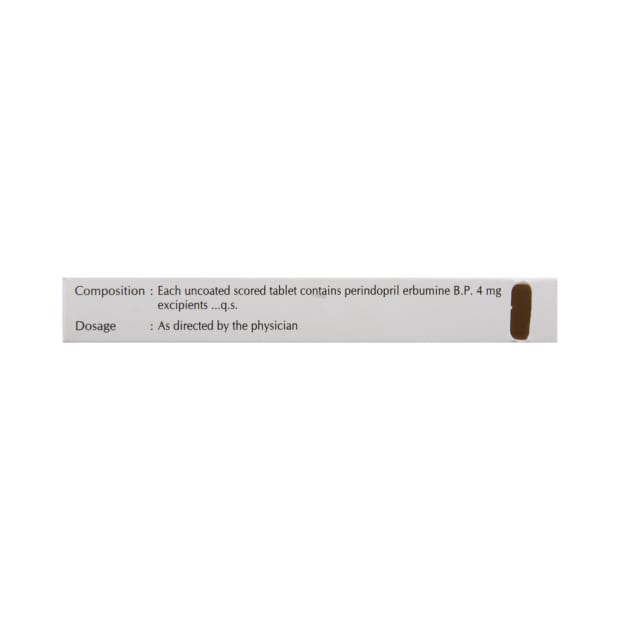 Composition : Each uncoated scored tablet contains perindopril erbumine B.P. 4 mg
excipients ...q.s.
Dosage : As directed by the physician